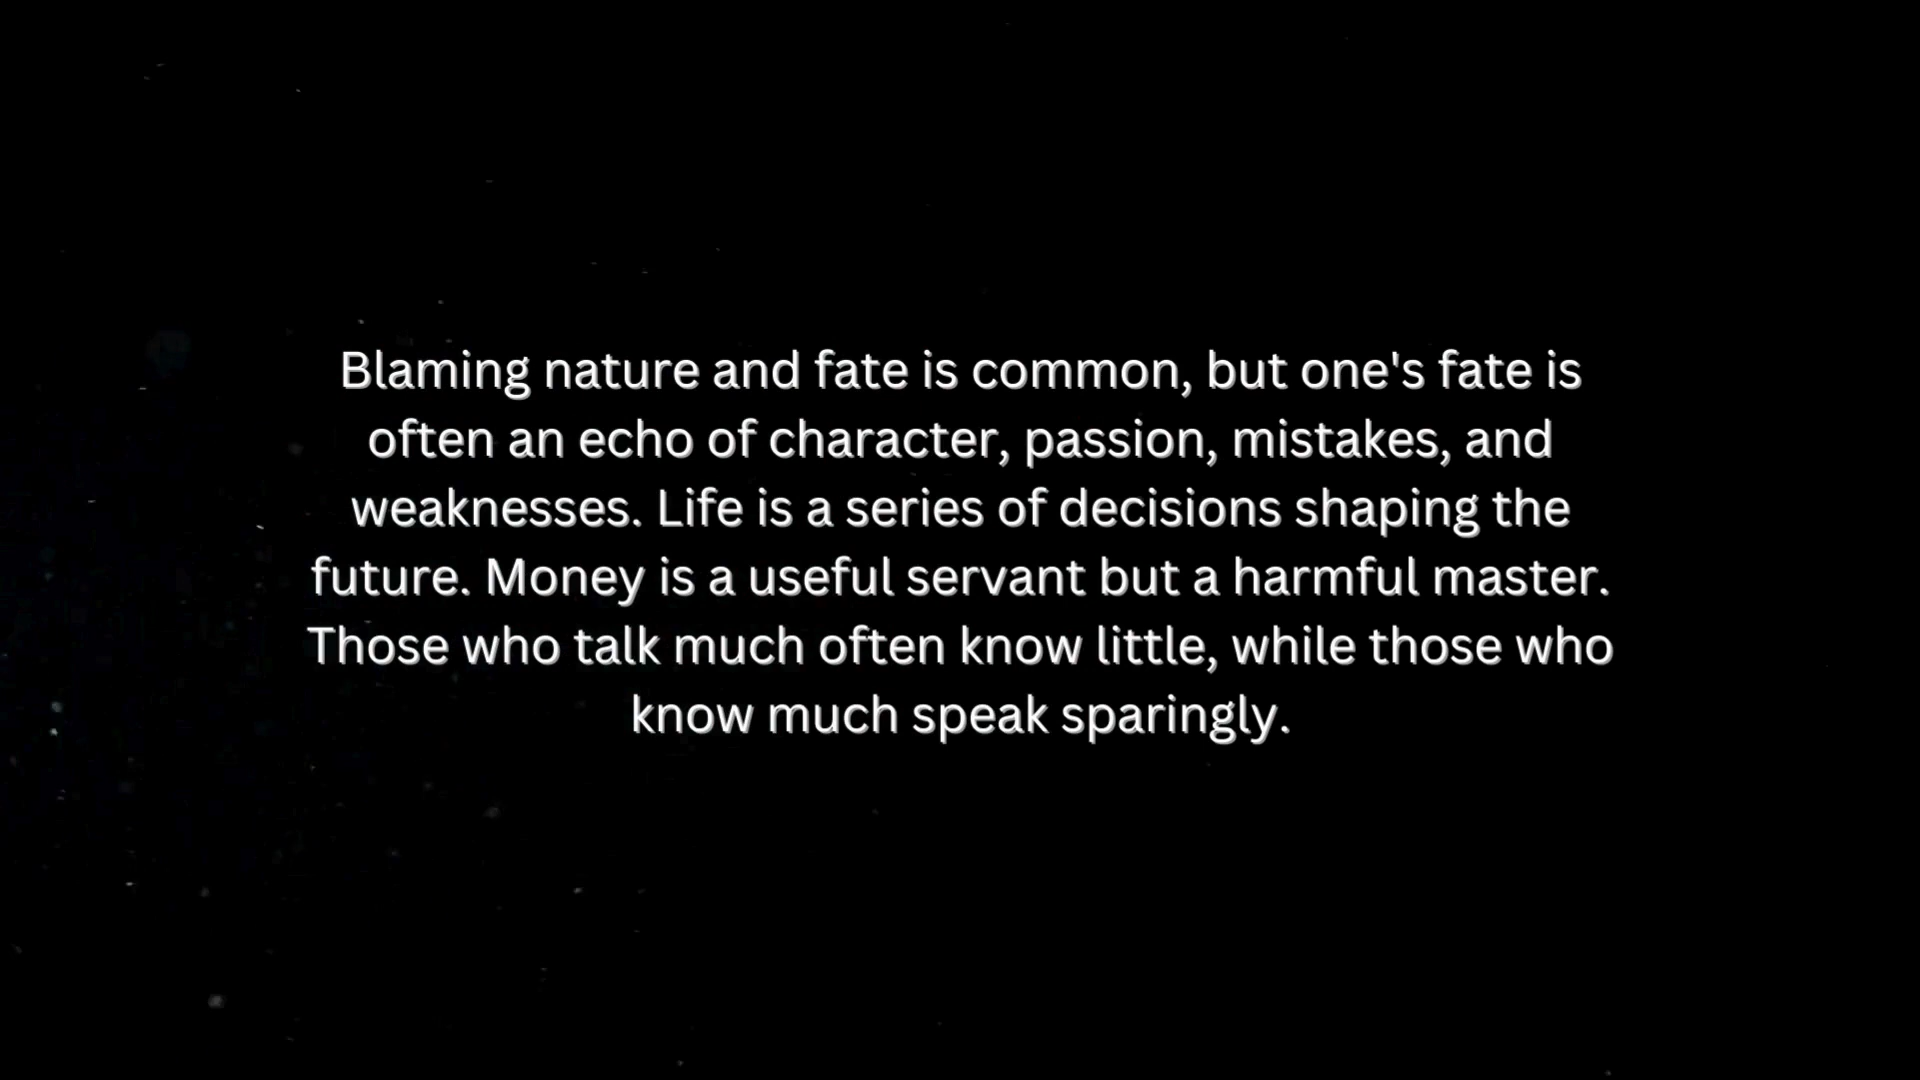 Blaming nature and fate is common, but one's fate is
often an echo of character, passion, mistakes, and
weaknesses. Life is a series of decisions shaping the
future. Money is a useful servant but a harmful master.
Those who talk much often know little, while those who
know much speak sparingly.